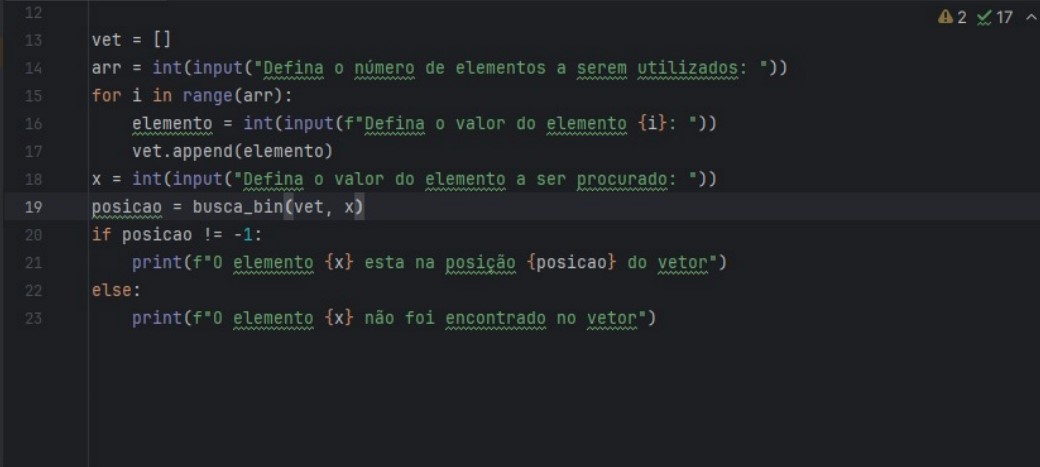 12
2 17
13 vet = []
14 arr = int(input("Defina o número de elementos a serem utilizados: "))
15 for i in range(arr):
16     elemento = int(input(f"Defina o valor do elemento {i}: "))
17     vet.append(elemento)
18 x = int(input("Defina o valor do elemento a ser procurado: "))
19 posicao = busca_bin(vet, x)
20 if posicao != -1:
21     print(f"O elemento {x} esta na posição {posicao} do vetor")
22 else:
23     print(f"O elemento {x} não foi encontrado no vetor")